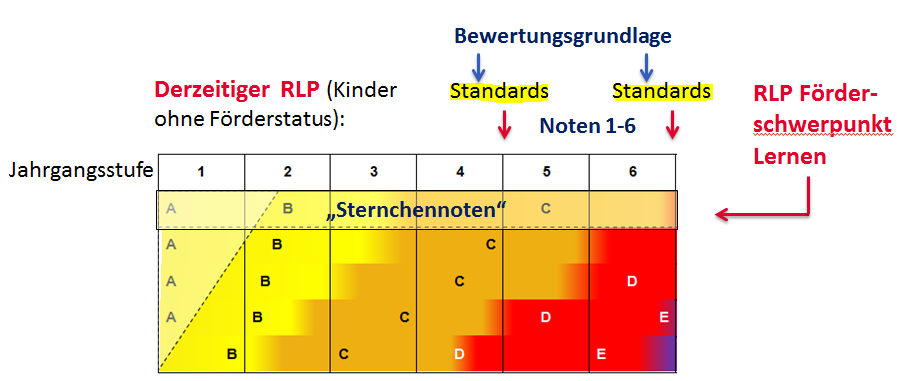 Bewertungsgrundlage
Derzeitiger RLP (Kinder
ohne Förderstatus):
Standards Standards
Noten 1-6
RLP Förder-
schwerpunkt
Lernen
Jahrgangsstufe 1 2 3 4 5 6
A B „Sternchennoten“ C
A B C
A B C D
A B C D E
B C D E